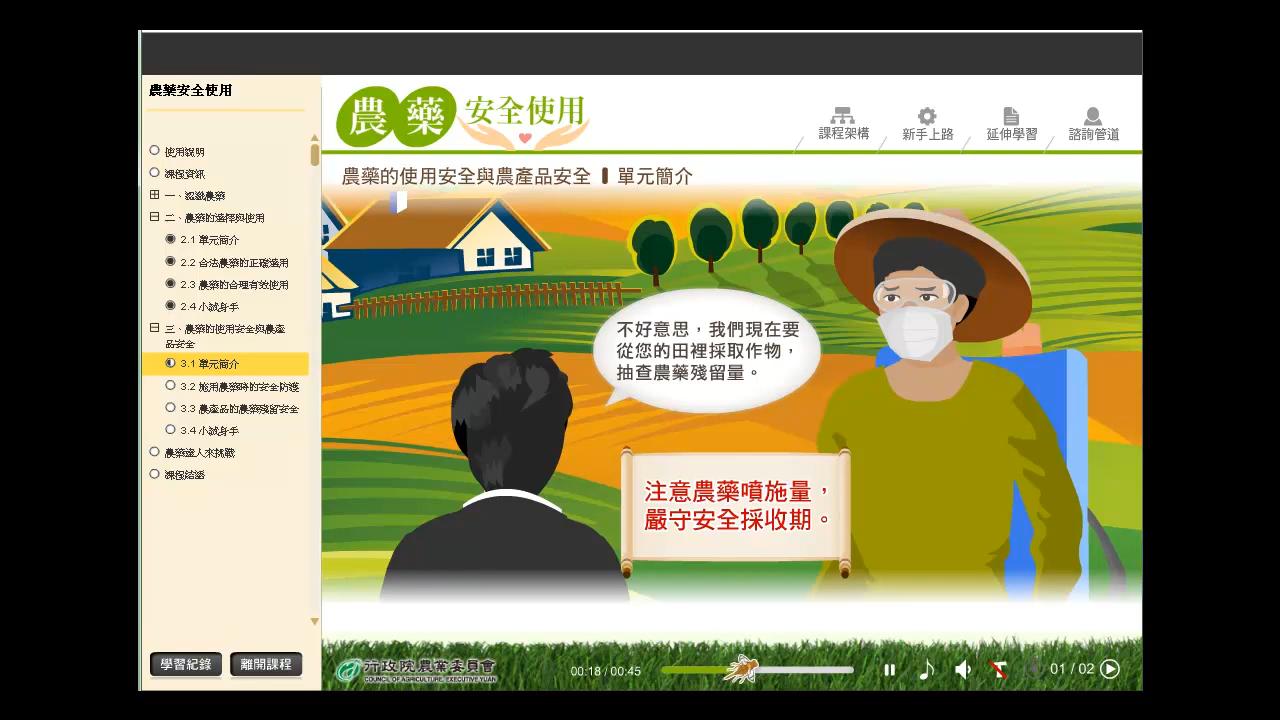 農藥安全使用
使用說明
課程資訊
一、認識農藥
二、農藥的選擇與使用
2.1 單元簡介
2.2 合法農藥的正確選用
2.3 農藥的合理有效使用
2.4 小試身手
三、農藥的使用安全與農產
品安全
3.1 單元簡介
3.2 施用農藥時的安全防護
3.3 農產品的農藥殘留安全
3.4 小試身手
農藥達人來挑戰
課程結語
學習紀錄
離開課程
農藥 安全使用
課程架構
新手上路
延伸學習
諮詢管道
農藥的使用安全與農產品安全 ▌單元簡介
不好意思，我們現在要
從您的田裡採取作物，
抽查農藥殘留量。
注意農藥噴施量，
嚴守安全採收期。
行政院農業委員會
COUNCIL OF AGRICULTURE, EXECUTIVE YUAN
00:18 / 00:45
01 / 02